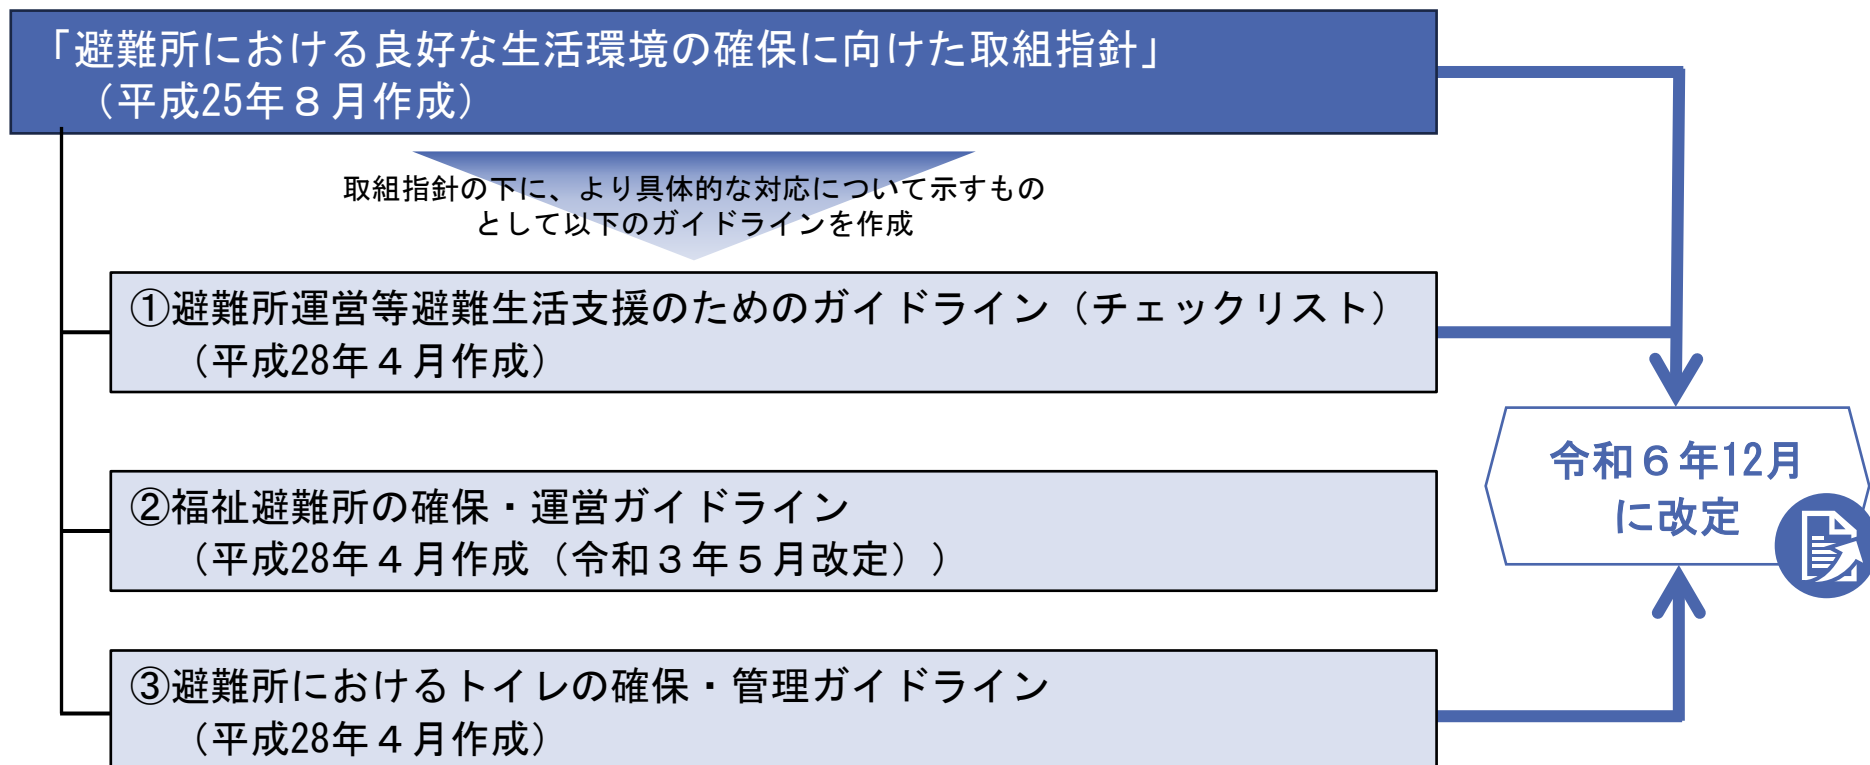 「避難所における良好な生活環境の確保に向けた取組指針」
（平成25年８月作成）
取組指針の下に、より具体的な対応について示すもの
として以下のガイドラインを作成
①避難所運営等避難生活支援のためのガイドライン（チェックリスト）
（平成28年４月作成）
②福祉避難所の確保・運営ガイドライン
（平成28年４月作成（令和３年５月改定））
③避難所におけるトイレの確保・管理ガイドライン
（平成28年４月作成）
令和６年12月
に改定